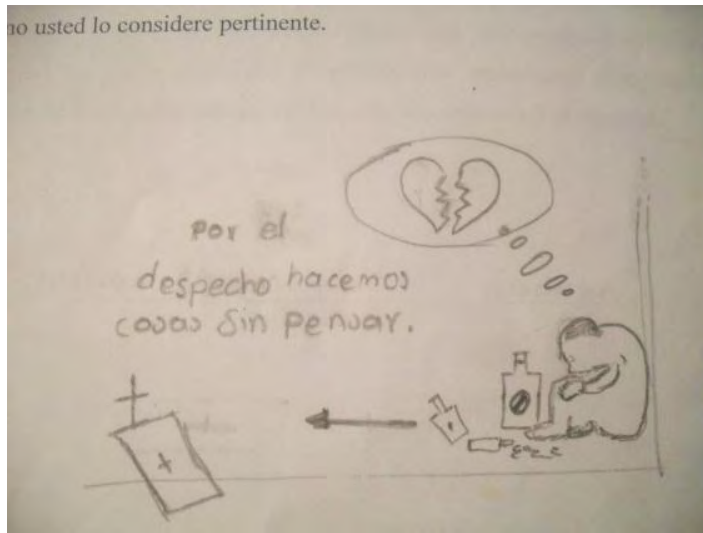 no usted lo considere pertinente.
por el
despecho hacemos
cosas sin pensar.